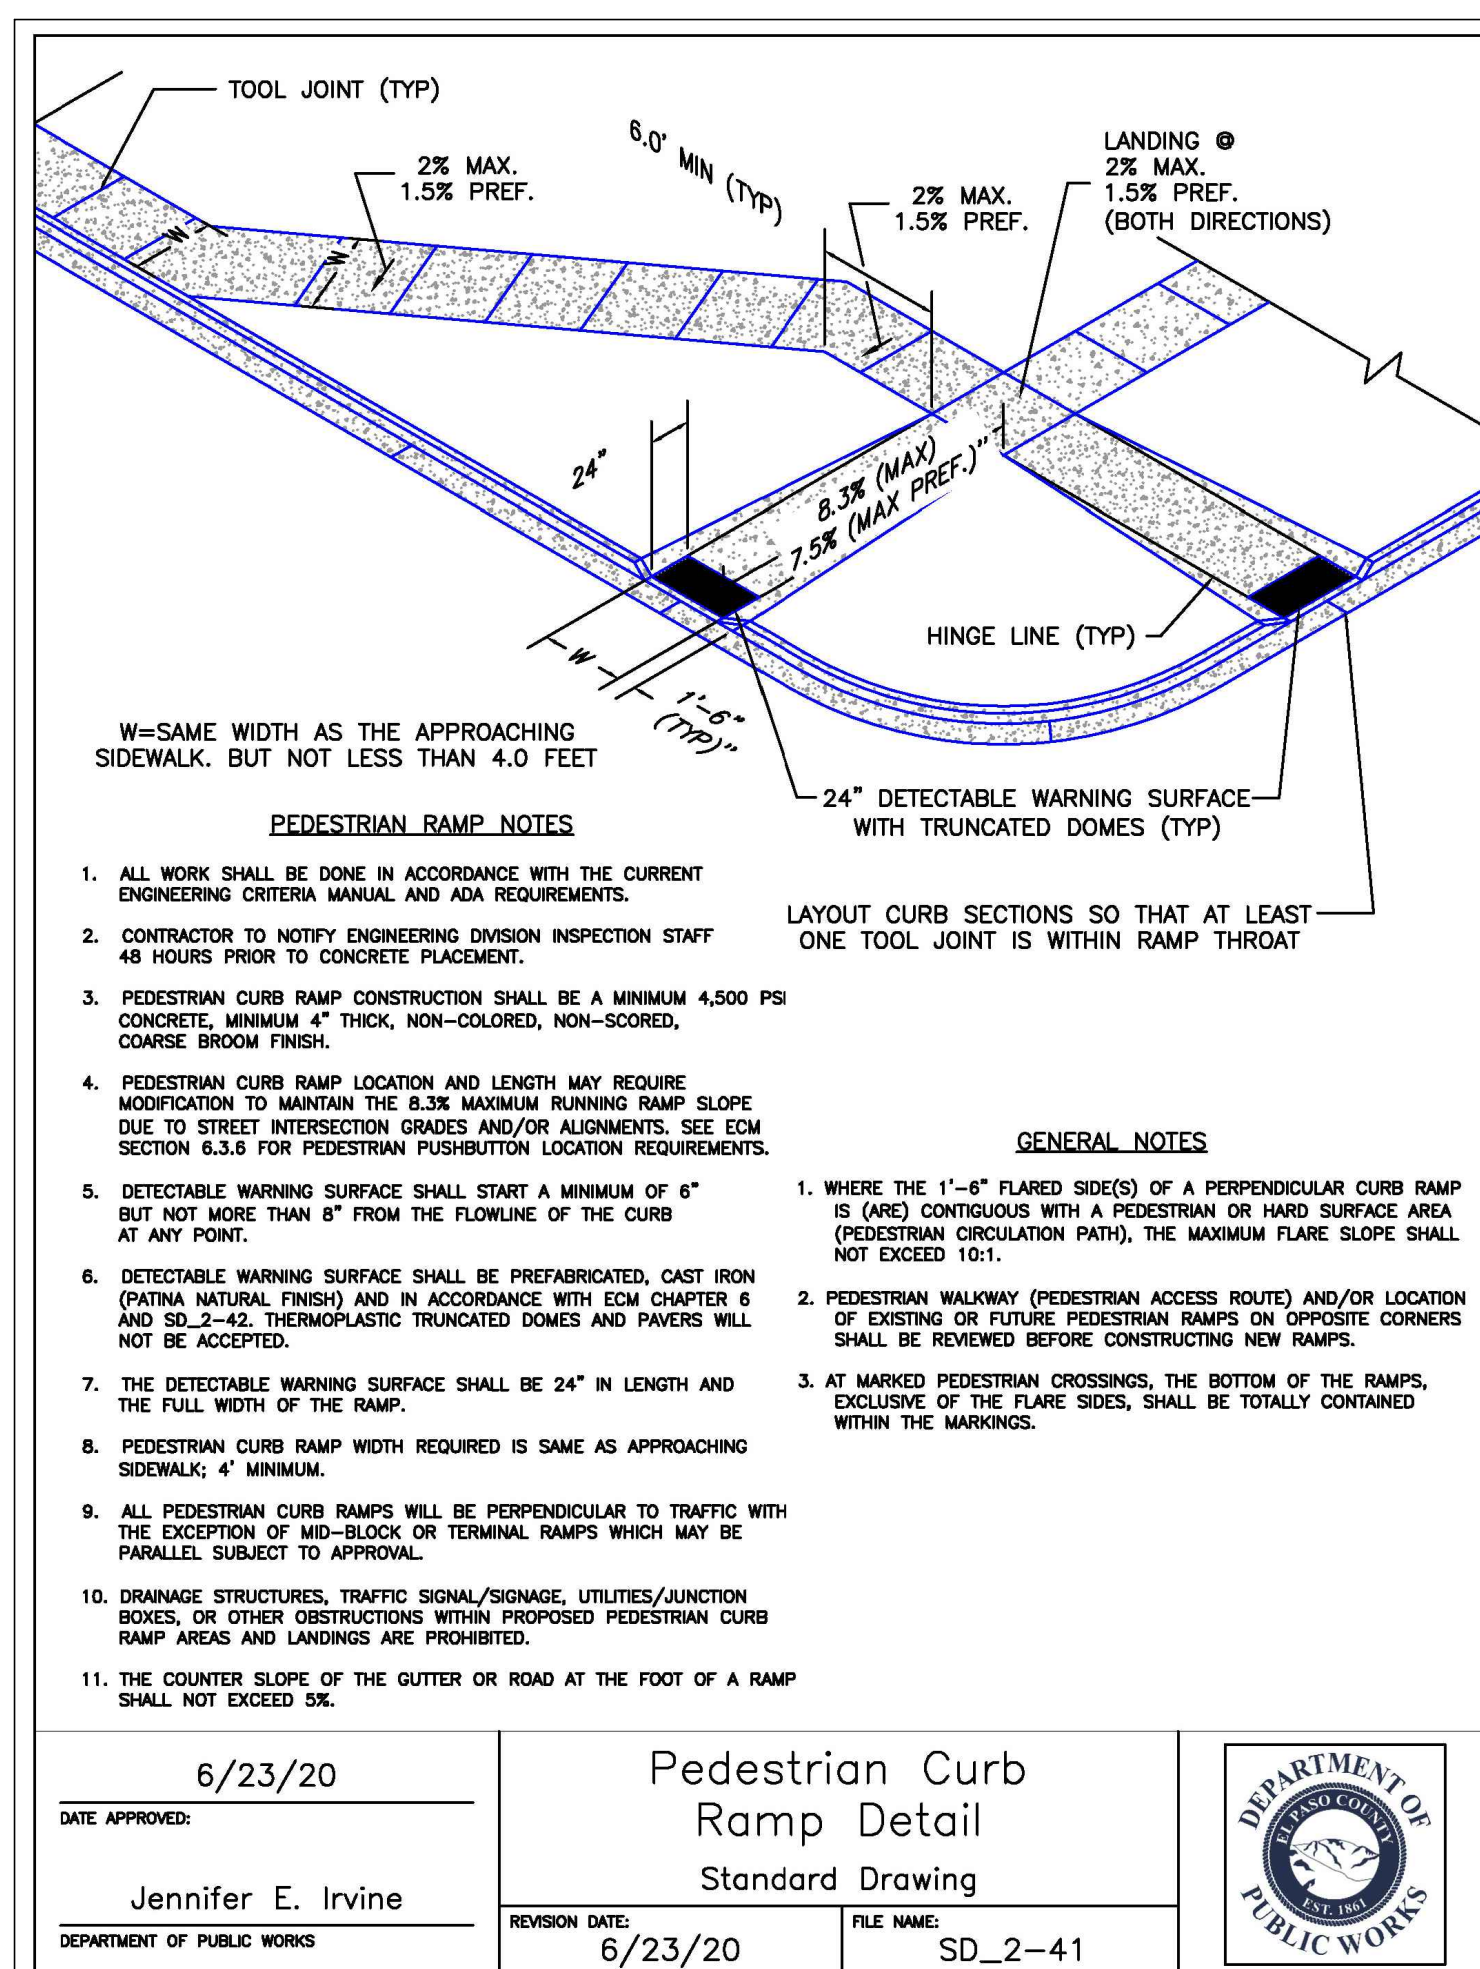 TOOL JOINT (TYP)
2% MAX.
1.5% PREF.
6.0' MIN (TYP)
2% MAX.
1.5% PREF.
LANDING @
2% MAX.
1.5% PREF.
(BOTH DIRECTIONS)
W
W
24"
8.3% (MAX)
7.5% (MAX PREF.)"
HINGE LINE (TYP)
W
1'-6"
(TYP)"
W=SAME WIDTH AS THE APPROACHING
SIDEWALK. BUT NOT LESS THAN 4.0 FEET
24" DETECTABLE WARNING SURFACE
WITH TRUNCATED DOMES (TYP)
LAYOUT CURB SECTIONS SO THAT AT LEAST
ONE TOOL JOINT IS WITHIN RAMP THROAT
PEDESTRIAN RAMP NOTES
1. ALL WORK SHALL BE DONE IN ACCORDANCE WITH THE CURRENT
ENGINEERING CRITERIA MANUAL AND ADA REQUIREMENTS.
2. CONTRACTOR TO NOTIFY ENGINEERING DIVISION INSPECTION STAFF
48 HOURS PRIOR TO CONCRETE PLACEMENT.
3. PEDESTRIAN CURB RAMP CONSTRUCTION SHALL BE A MINIMUM 4,500 PSI
CONCRETE, MINIMUM 4" THICK, NON-COLORED, NON-SCORED,
COARSE BROOM FINISH.
4. PEDESTRIAN CURB RAMP LOCATION AND LENGTH MAY REQUIRE
MODIFICATION TO MAINTAIN THE 8.3% MAXIMUM RUNNING RAMP SLOPE
DUE TO STREET INTERSECTION GRADES AND/OR ALIGNMENTS. SEE ECM
SECTION 6.3.6 FOR PEDESTRIAN PUSHBUTTON LOCATION REQUIREMENTS.
5. DETECTABLE WARNING SURFACE SHALL START A MINIMUM OF 6"
BUT NOT MORE THAN 8" FROM THE FLOWLINE OF THE CURB
AT ANY POINT.
6. DETECTABLE WARNING SURFACE SHALL BE PREFABRICATED, CAST IRON
(PATINA NATURAL FINISH) AND IN ACCORDANCE WITH ECM CHAPTER 6
AND SD_2-42. THERMOPLASTIC TRUNCATED DOMES AND PAVERS WILL
NOT BE ACCEPTED.
7. THE DETECTABLE WARNING SURFACE SHALL BE 24" IN LENGTH AND
THE FULL WIDTH OF THE RAMP.
8. PEDESTRIAN CURB RAMP WIDTH REQUIRED IS SAME AS APPROACHING
SIDEWALK; 4' MINIMUM.
9. ALL PEDESTRIAN CURB RAMPS WILL BE PERPENDICULAR TO TRAFFIC WITH
THE EXCEPTION OF MID-BLOCK OR TERMINAL RAMPS WHICH MAY BE
PARALLEL SUBJECT TO APPROVAL.
10. DRAINAGE STRUCTURES, TRAFFIC SIGNAL/SIGNAGE, UTILITIES/JUNCTION
BOXES, OR OTHER OBSTRUCTIONS WITHIN PROPOSED PEDESTRIAN CURB
RAMP AREAS AND LANDINGS ARE PROHIBITED.
11. THE COUNTER SLOPE OF THE GUTTER OR ROAD AT THE FOOT OF A RAMP
SHALL NOT EXCEED 5%.
GENERAL NOTES
1. WHERE THE 1'-6" FLARED SIDE(S) OF A PERPENDICULAR CURB RAMP
IS (ARE) CONTIGUOUS WITH A PEDESTRIAN OR HARD SURFACE AREA
(PEDESTRIAN CIRCULATION PATH), THE MAXIMUM FLARE SLOPE SHALL
NOT EXCEED 10:1.
2. PEDESTRIAN WALKWAY (PEDESTRIAN ACCESS ROUTE) AND/OR LOCATION
OF EXISTING OR FUTURE PEDESTRIAN RAMPS ON OPPOSITE CORNERS
SHALL BE REVIEWED BEFORE CONSTRUCTING NEW RAMPS.
3. AT MARKED PEDESTRIAN CROSSINGS, THE BOTTOM OF THE RAMPS,
EXCLUSIVE OF THE FLARE SIDES, SHALL BE TOTALLY CONTAINED
WITHIN THE MARKINGS.
6/23/20
DATE APPROVED:
Jennifer E. Irvine
DEPARTMENT OF PUBLIC WORKS
Pedestrian Curb
Ramp Detail
Standard Drawing
REVISION DATE:
6/23/20
FILE NAME:
SD_2-41
DEPARTMENT OF
EL PASO COUNTY
EST. 1861
PUBLIC WORKS